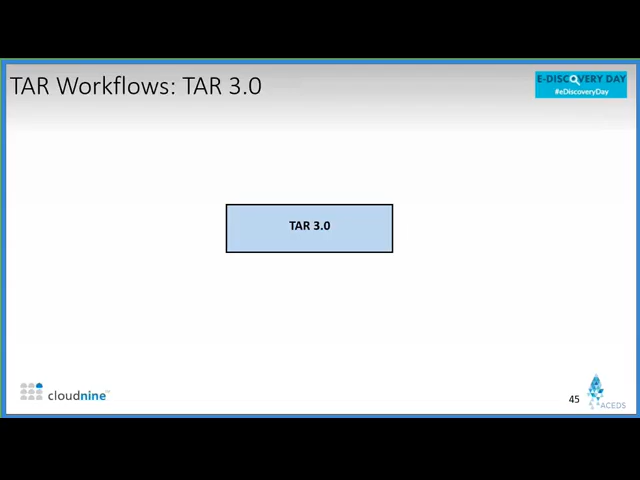 TAR Workflows: TAR 3.0
E-DISCOVERY DAY
#eDiscoveryDay
TAR 3.0
cloudnine
45
ACEDS